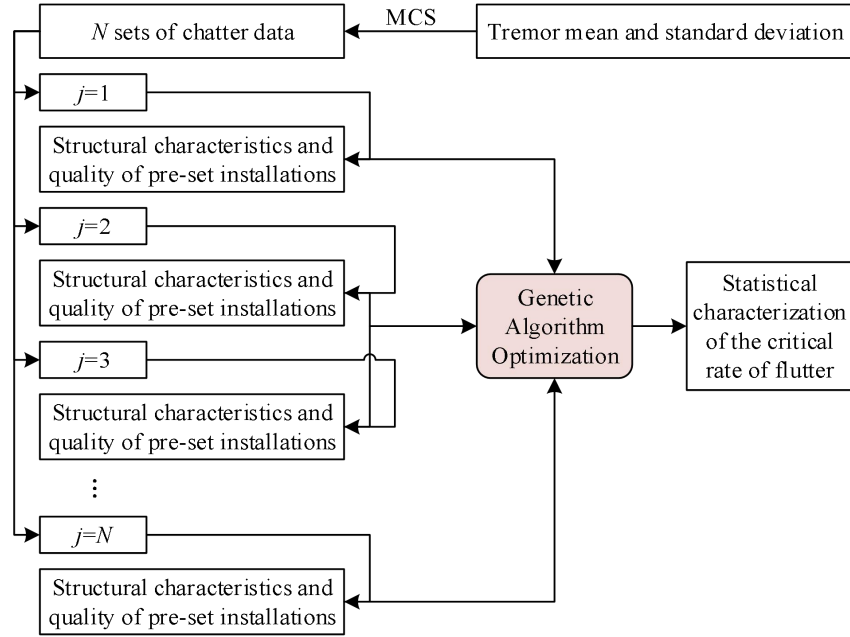 N sets of chatter data
MCS
Tremor mean and standard deviation
j=1
Structural characteristics and
quality of pre-set installations
j=2
Structural characteristics and
quality of pre-set installations
j=3
Structural characteristics and
quality of pre-set installations
⋮
j=N
Structural characteristics and
quality of pre-set installations
Genetic
Algorithm
Optimization
Statistical
characterization
of the critical
rate of flutter